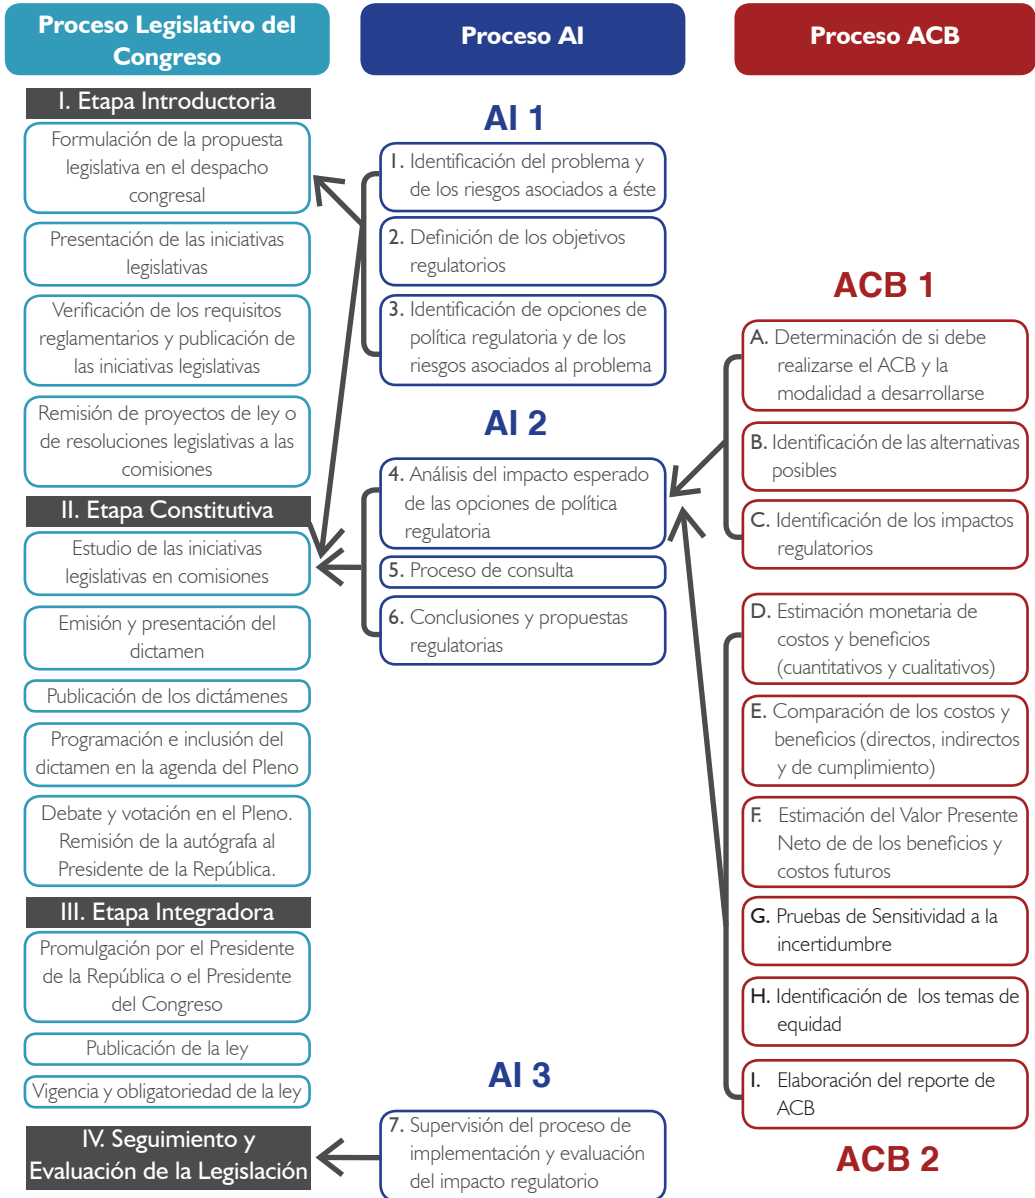 Proceso Legislativo del
Congreso
I. Etapa Introductoria
Formulación de la propuesta
legislativa en el despacho
congresal
Presentación de las iniciativas
legislativas
Verificación de los requisitos
reglamentarios y publicación de
las iniciativas legislativas
Remisión de proyectos de ley o
de resoluciones legislativas a las
comisiones
II. Etapa Constitutiva
Estudio de las iniciativas
legislativas en comisiones
Emisión y presentación del
dictamen
Publicación de los dictámenes
Programación e inclusión del
dictamen en la agenda del Pleno
Debate y votación en el Pleno.
Remisión de la autógrafa al
Presidente de la República.
III. Etapa Integradora
Promulgación por el Presidente
de la República o el Presidente
del Congreso
Publicación de la ley
Vigencia y obligatoriedad de la ley
IV. Seguimiento y
Evaluación de la Legislación
Proceso AI
AI 1
1. Identificación del problema y
de los riesgos asociados a éste
2. Definición de los objetivos
regulatorios
3. Identificación de opciones de
política regulatoria y de los
riesgos asociados al problema
AI 2
4. Análisis del impacto esperado
de las opciones de política
regulatoria
5. Proceso de consulta
6. Conclusiones y propuestas
regulatorias
AI 3
7. Supervisión del proceso de
implementación y evaluación
del impacto regulatorio
Proceso ACB
ACB 1
A. Determinación de si debe
realizarse el ACB y la
modalidad a desarrollarse
B. Identificación de las alternativas
posibles
C. Identificación de los impactos
regulatorios
D. Estimación monetaria de
costos y beneficios
(cuantitativos y cualitativos)
E. Comparación de los costos y
beneficios (directos, indirectos
y de cumplimiento)
F. Estimación del Valor Presente
Neto de de los beneficios y
costos futuros
G. Pruebas de Sensitividad a la
incertidumbre
H. Identificación de los temas de
equidad
I. Elaboración del reporte de
ACB
ACB 2